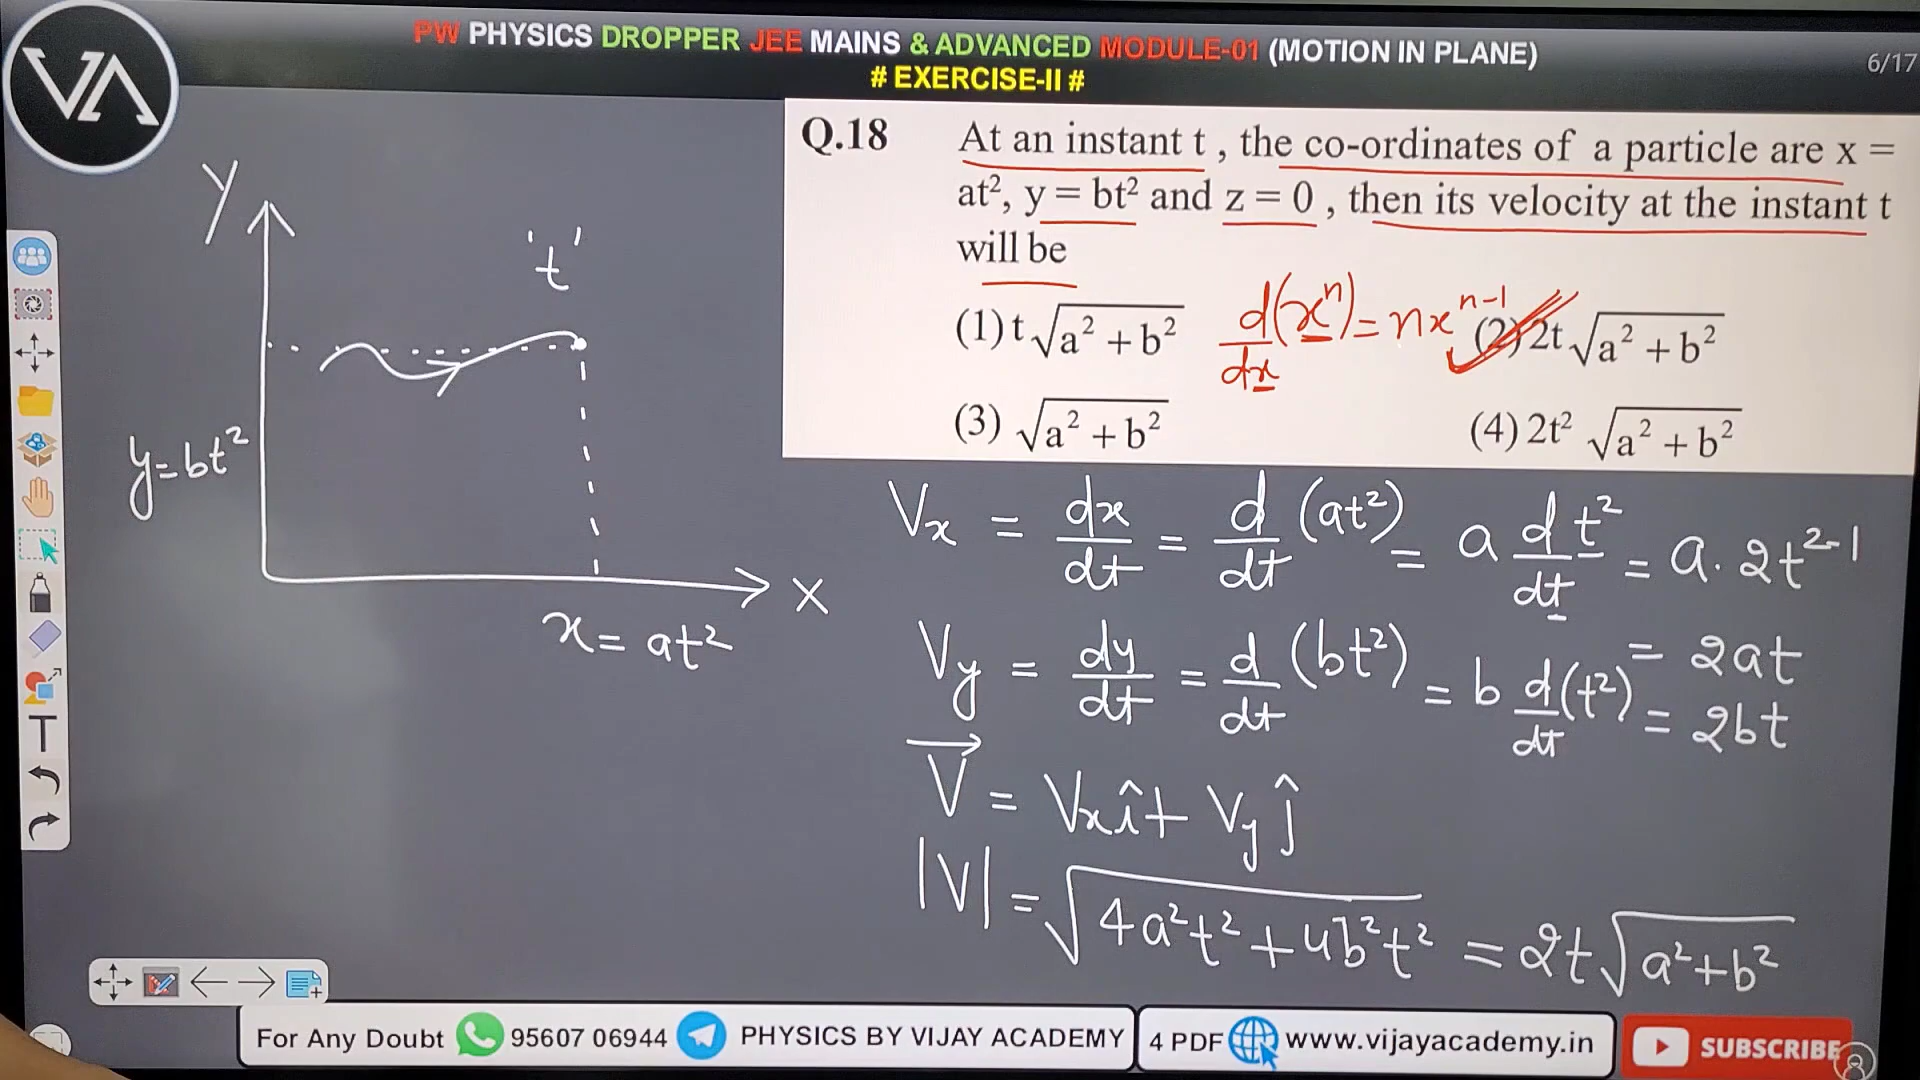 PW PHYSICS DROPPER JEE MAINS & ADVANCED MODULE-01 (MOTION IN PLANE)
# EXERCISE-II #
6/17
VA
Q.18 At an instant t , the co-ordinates of a particle are x =
at², y = bt² and z = 0 , then its velocity at the instant t
will be
(1) t √(a² + b²) (2) 2t √(a² + b²)
(3) √(a² + b²) (4) 2t² √(a² + b²)
d(xⁿ)/dx = nxⁿ⁻¹
Y
't'
y = bt²
X
x = at²
Vx = dx/dt = d/dt (at²) = a d t²/dt = a · 2t²⁻¹
= 2at
Vy = dy/dt = d/dt (bt²) = b d/dt (t²) = 2bt
V⃗ = Vx î + Vy ĵ
|V| = √(4a²t² + 4b²t²) = 2t √(a² + b²)
T
For Any Doubt 95607 06944 PHYSICS BY VIJAY ACADEMY 4 PDF www.vijayacademy.in SUBSCRIBE